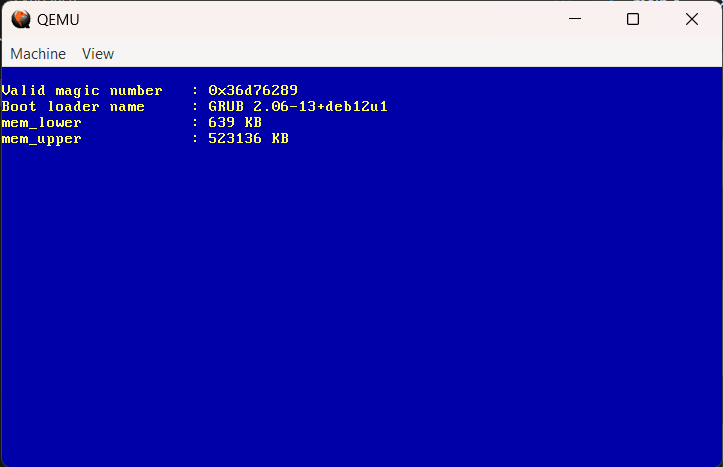 QEMU
Machine View
Valid magic number : 0x36d76289
Boot loader name : GRUB 2.06-13+deb12u1
mem_lower : 639 KB
mem_upper : 523136 KB